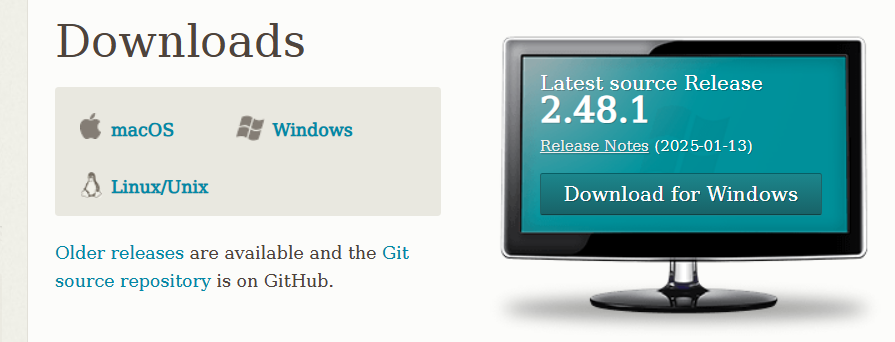 Downloads
macOS
Windows
Linux/Unix
Older releases are available and the Git
source repository is on GitHub.
Latest source Release
2.48.1
Release Notes (2025-01-13)
Download for Windows